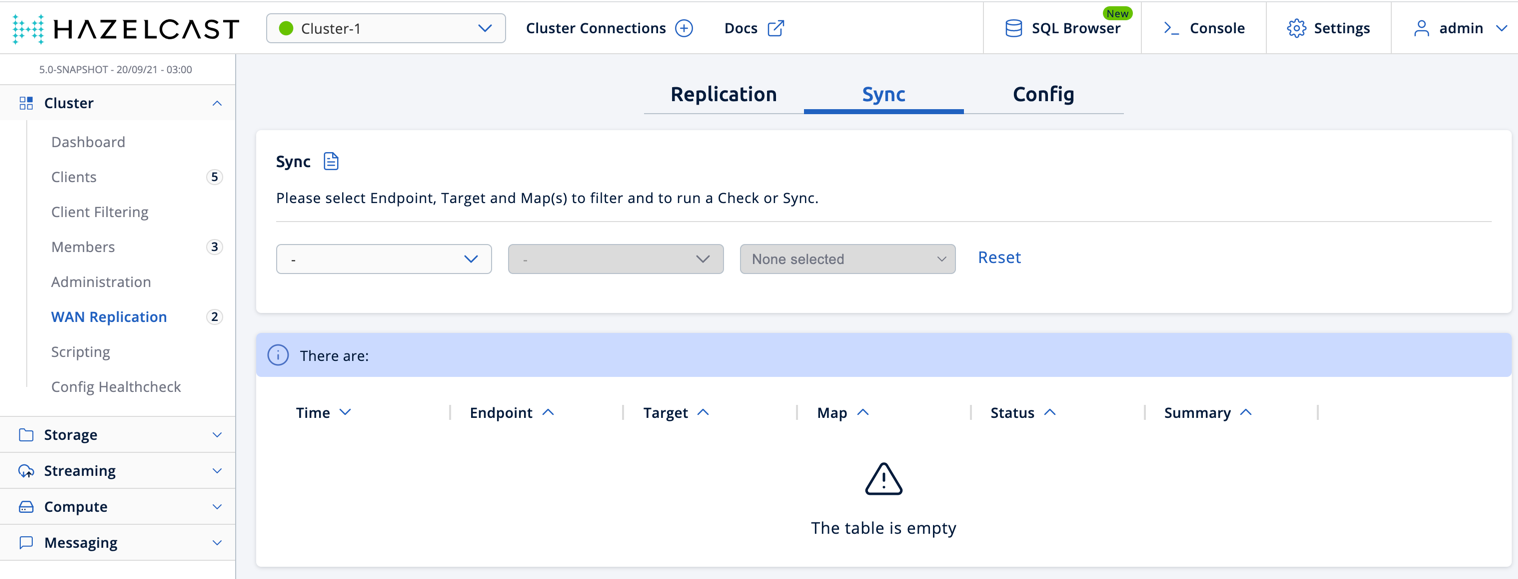 HAZELCAST
Cluster-1
Cluster Connections
Docs
New
SQL Browser
Console
Settings
admin
5.0-SNAPSHOT - 20/09/21 - 03:00
Cluster
Dashboard
Clients 5
Client Filtering
Members 3
Administration
WAN Replication 2
Scripting
Config Healthcheck
Storage
Streaming
Compute
Messaging
Replication Sync Config
Sync
Please select Endpoint, Target and Map(s) to filter and to run a Check or Sync.
- - None selected Reset
There are:
Time Endpoint Target Map Status Summary
The table is empty